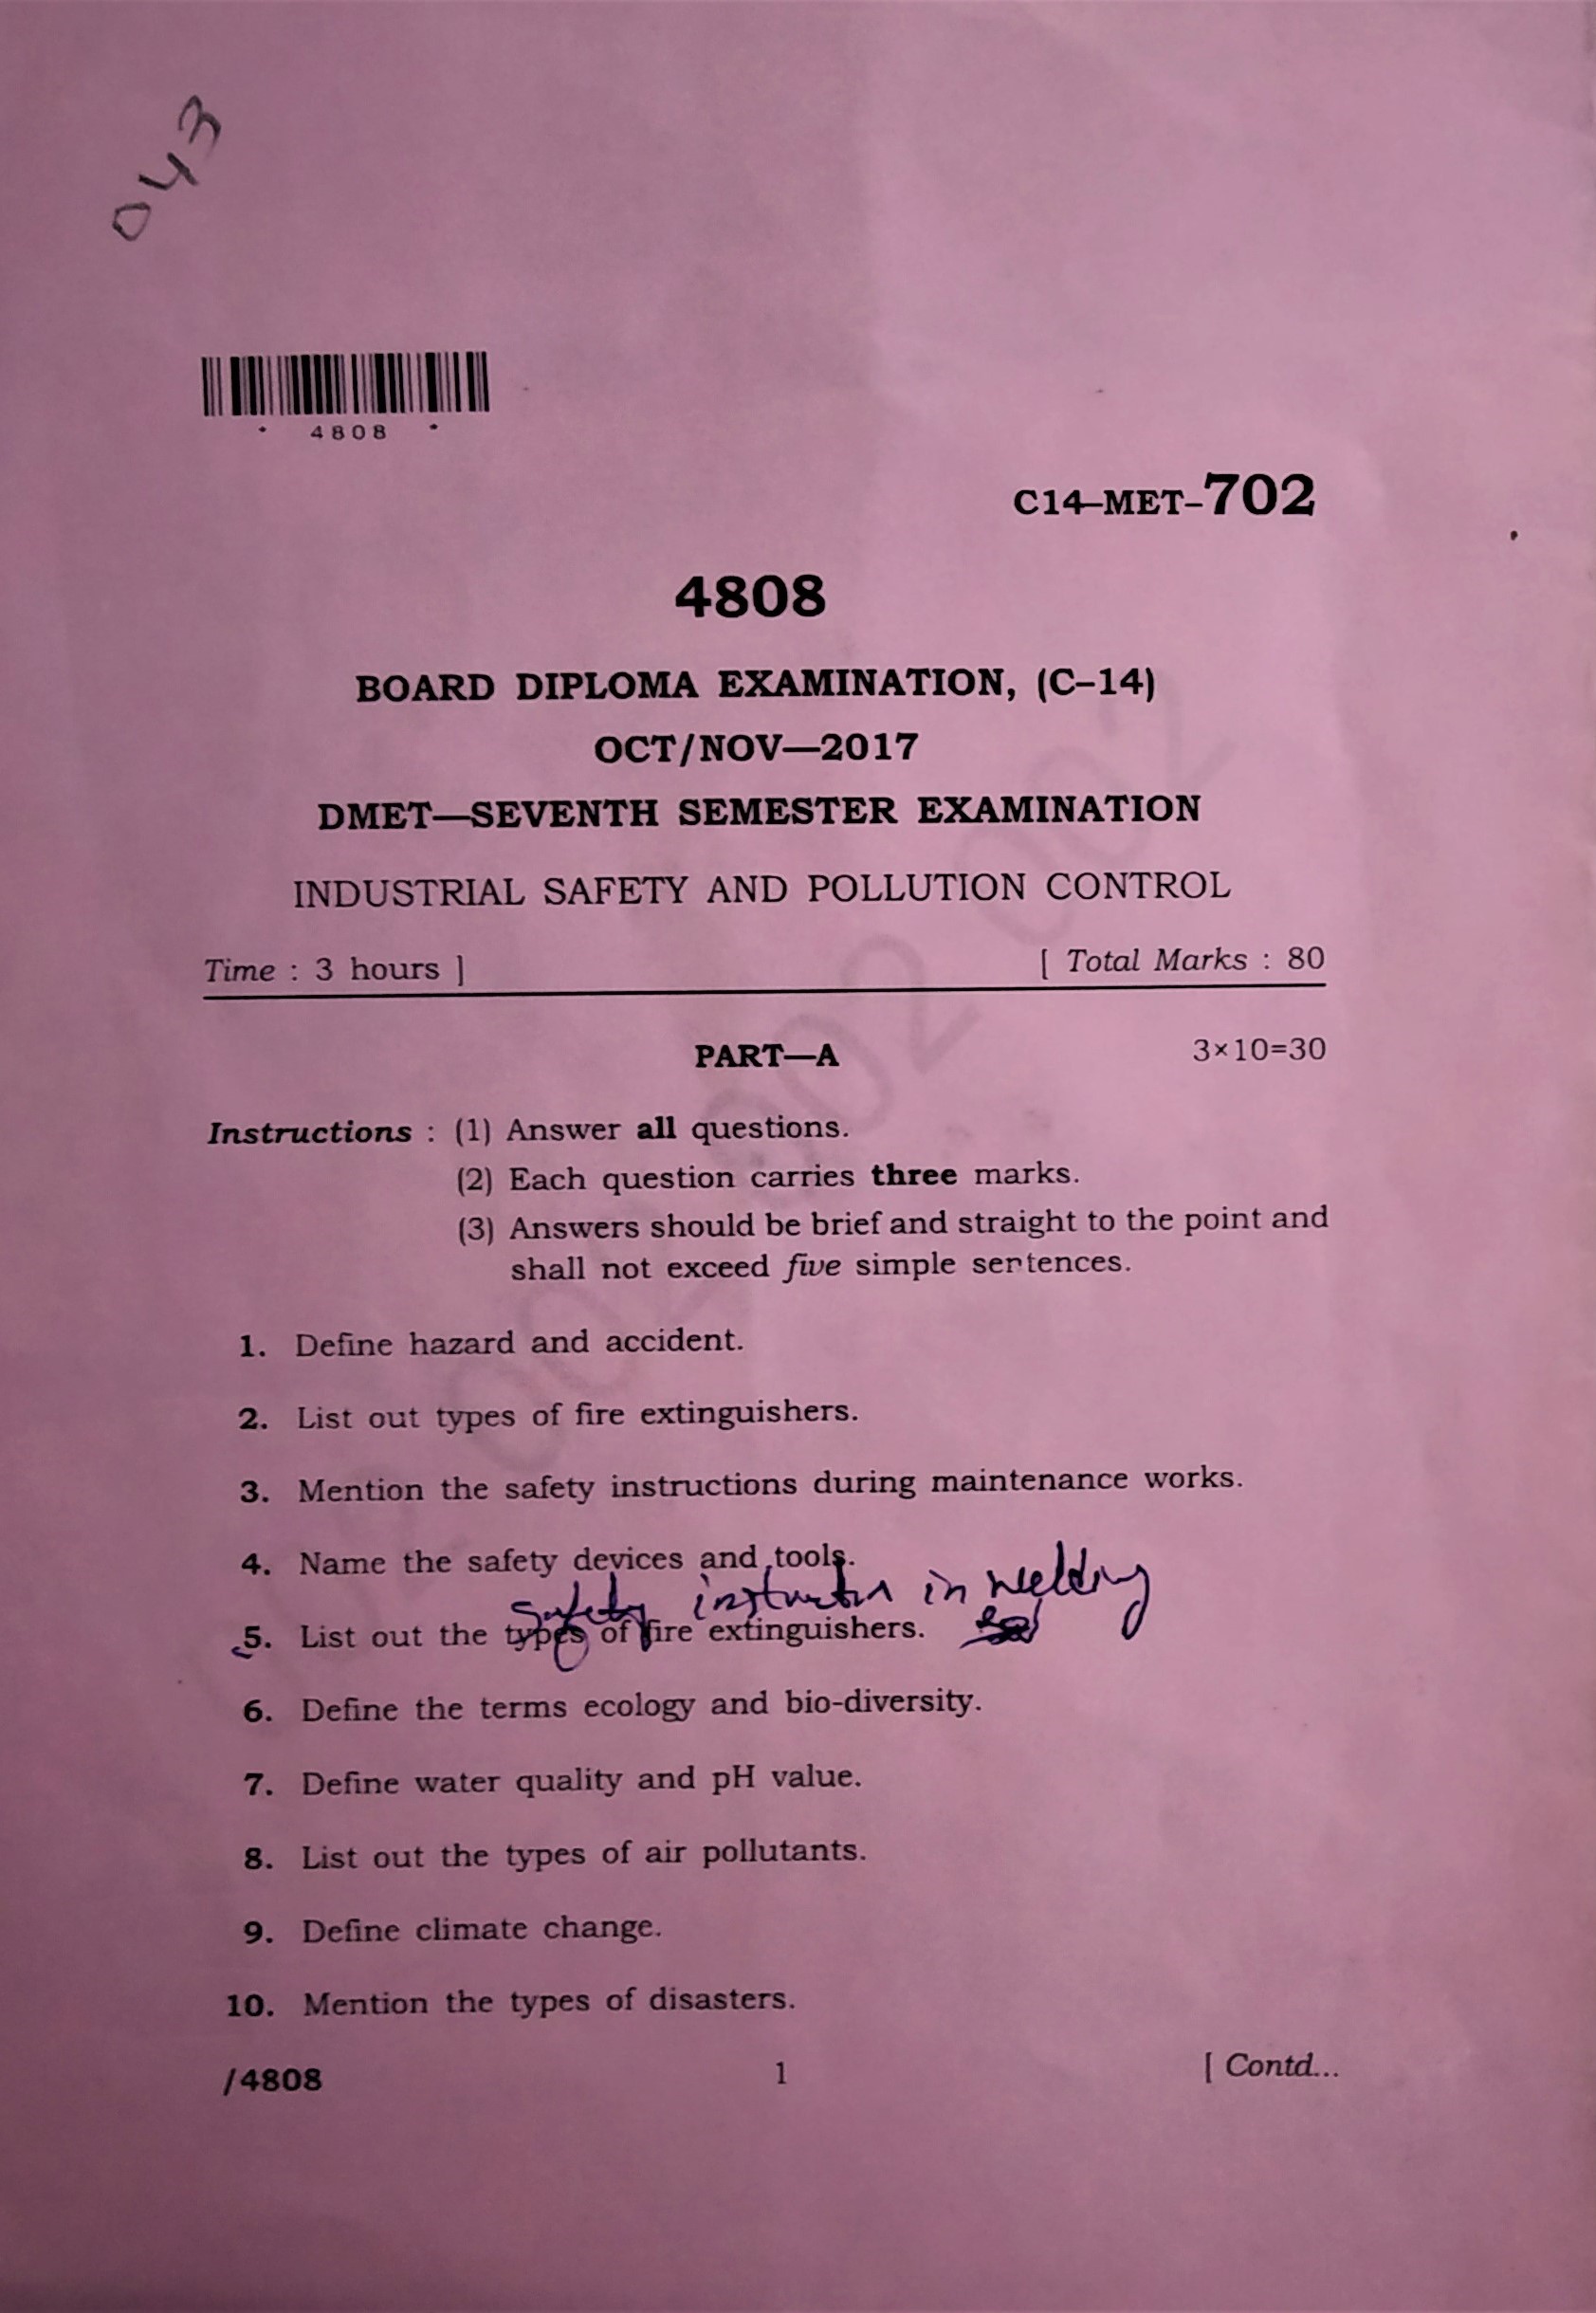 043
* 4808 *
C14—MET–702
4808
BOARD DIPLOMA EXAMINATION, (C–14)
OCT/NOV—2017
DMET—SEVENTH SEMESTER EXAMINATION
INDUSTRIAL SAFETY AND POLLUTION CONTROL
Time : 3 hours ] [ Total Marks : 80
PART—A 3×10=30
Instructions : (1) Answer all questions.
(2) Each question carries three marks.
(3) Answers should be brief and straight to the point and
shall not exceed five simple sentences.
1. Define hazard and accident.
2. List out types of fire extinguishers.
3. Mention the safety instructions during maintenance works.
4. Name the safety devices and tools.
Safety instruction in welding
5. List out the types of fire extinguishers.
6. Define the terms ecology and bio-diversity.
7. Define water quality and pH value.
8. List out the types of air pollutants.
9. Define climate change.
10. Mention the types of disasters.
/4808 1 [ Contd...